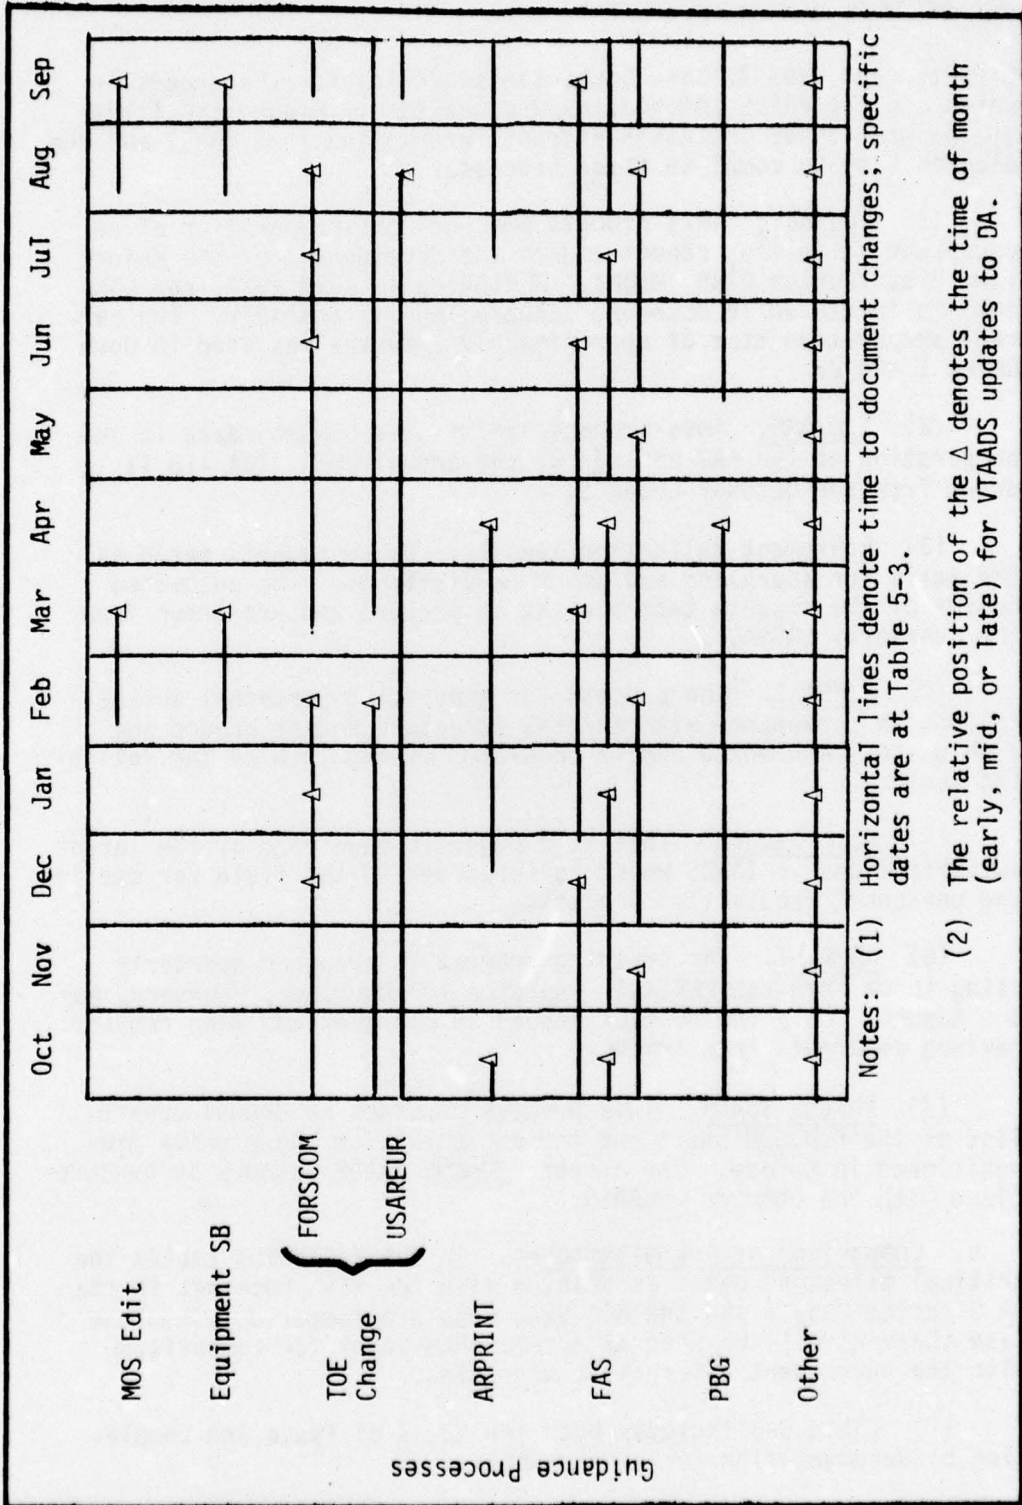 Oct Nov Dec Jan Feb Mar Apr May Jun Jul Aug Sep
MOS Edit
Equipment SB
TOE
Change
FORSCOM
USAREUR
ARPRINT
FAS
PBG
Other
Guidance Processes
Notes: (1) Horizontal lines denote time to document changes; specific
dates are at Table 5-3.
(2) The relative position of the Δ denotes the time of month
(early, mid, or late) for VTAADS updates to DA.